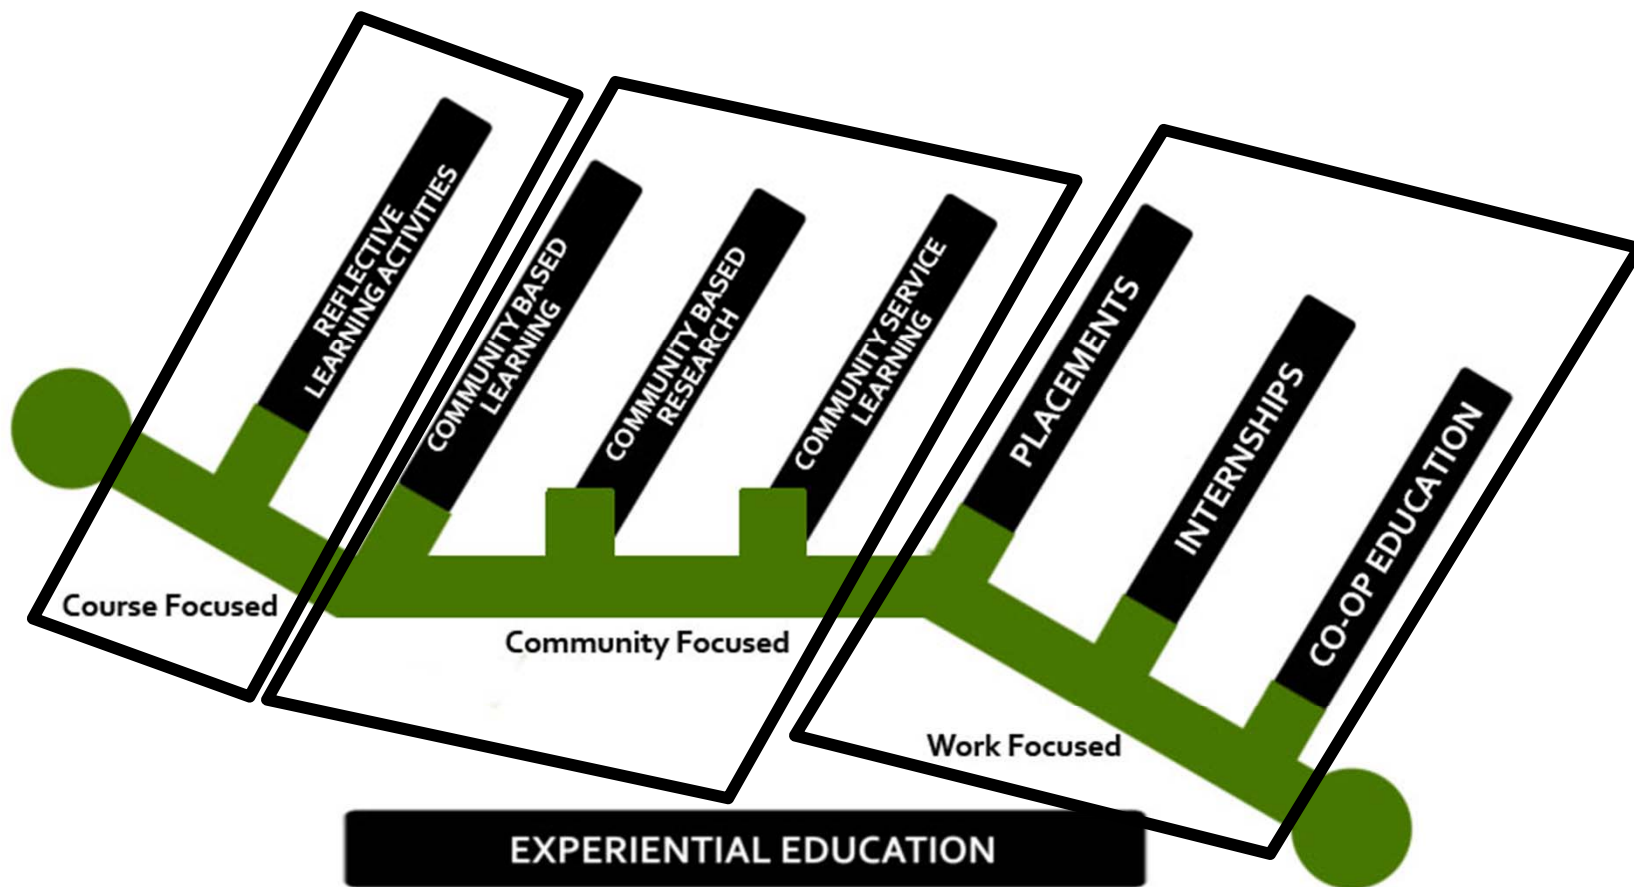 REFLECTIVE
LEARNING ACTIVITIES
COMMUNITY BASED
LEARNING
COMMUNITY BASED
RESEARCH
COMMUNITY SERVICE
LEARNING
PLACEMENTS
INTERNSHIPS
CO-OP EDUCATION
Course Focused
Community Focused
Work Focused
EXPERIENTIAL EDUCATION